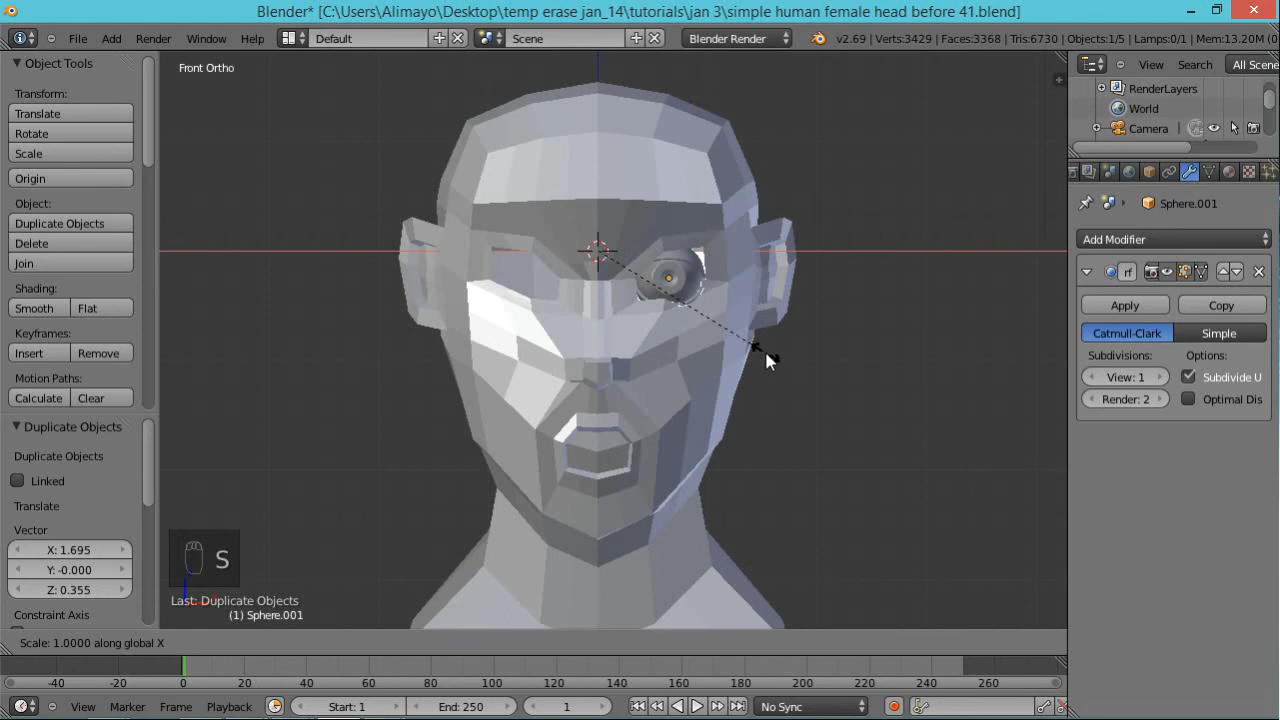 Blender* [C:\Users\Alimayo\Desktop\temp erase jan_14\tutorials\jan 3\simple human female head before 41.blend]
File Add Render Window Help Default Scene Blender Render v2.69 | Verts:3429 | Faces:3368 | Tris:6730 | Objects:1/5 | Lamps:0/1 | Mem:13.20M (0
Object Tools
Transform:
Translate
Rotate
Scale
Origin
Object:
Duplicate Objects
Delete
Join
Shading:
Smooth Flat
Keyframes:
Insert Remove
Motion Paths:
Calculate Clear
Duplicate Objects
Duplicate Objects
Linked
Translate
Vector
X: 1.695
Y: -0.000
Z: 0.355
Constraint Axis
Front Ortho
S
Last: Duplicate Objects
(1) Sphere.001
View Search All Scene
RenderLayers
World
Camera
Sphere.001
Add Modifier
rf
Apply Copy
Catmull-Clark Simple
Subdivisions: Options:
View: 1 Subdivide U
Render: 2 Optimal Dis
Scale: 1.0000 along global X
-40 -20 0 20 40 60 80 100 120 140 160 180 200 220 240 260
View Marker Frame Playback Start: 1 End: 250 1 No Sync